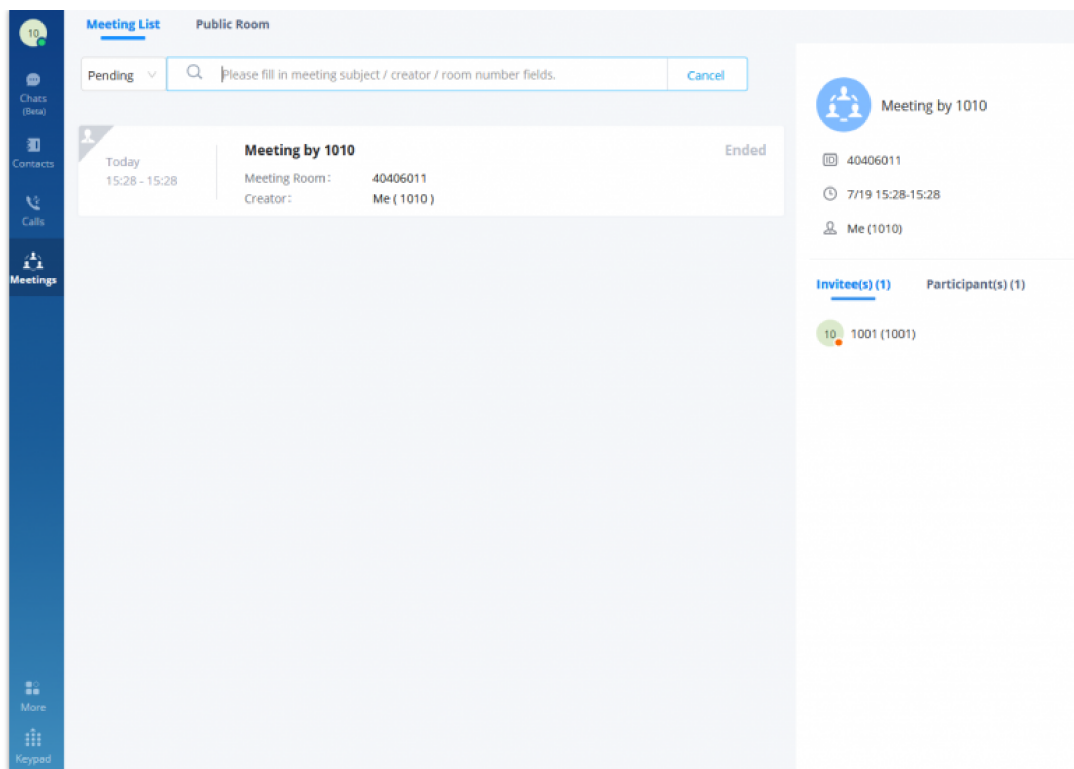 10
Chats
(Beta)
Contacts
Calls
Meetings
More
Keypad
Meeting List Public Room
Pending Please fill in meeting subject / creator / room number fields. Cancel
Today
15:28 - 15:28
Meeting by 1010 Ended
Meeting Room: 40406011
Creator: Me ( 1010 )
Meeting by 1010
ID 40406011
7/19 15:28-15:28
Me (1010)
Invitee(s) (1) Participant(s) (1)
10 1001 (1001)